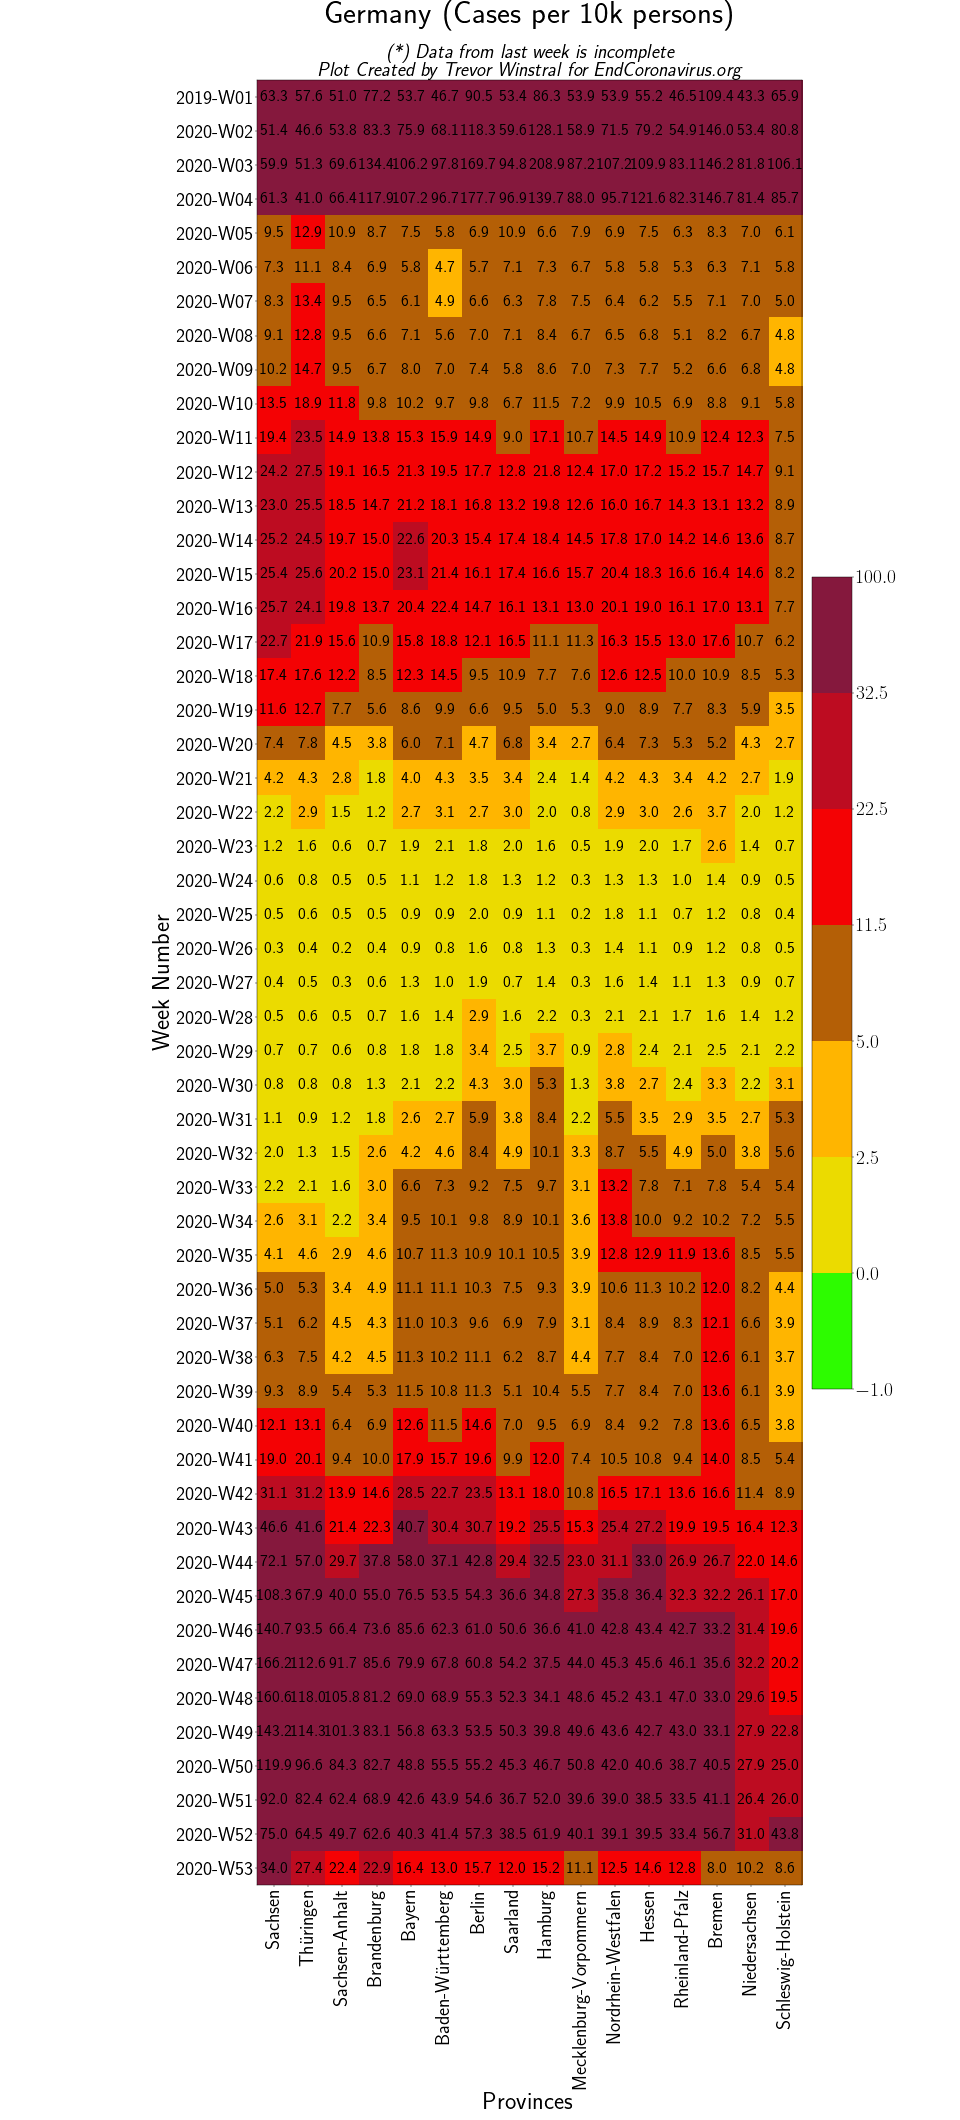 Germany (Cases per 10k persons)
(*) Data from last week is incomplete
Plot Created by Trevor Winstral for EndCoronavirus.org
2019-W01 63.3 57.6 51.0 77.2 53.7 46.7 90.5 53.4 86.3 53.9 53.9 55.2 46.5 109.4 43.3 65.9
2020-W02 51.4 46.6 53.8 83.3 75.9 68.1 118.3 59.6 128.1 58.9 71.5 79.2 54.9 146.0 53.4 80.8
2020-W03 59.9 51.3 69.6 134.4 106.2 97.8 169.7 94.8 208.9 87.2 107.2 109.9 83.1 146.2 81.8 106.1
2020-W04 61.3 41.0 66.4 117.9 107.2 96.7 177.7 96.9 139.7 88.0 95.7 121.6 82.3 146.7 81.4 85.7
2020-W05 9.5 12.9 10.9 8.7 7.5 5.8 6.9 10.9 6.6 7.9 6.9 7.5 6.3 8.3 7.0 6.1
2020-W06 7.3 11.1 8.4 6.9 5.8 4.7 5.7 7.1 7.3 6.7 5.8 5.8 5.3 6.3 7.1 5.8
2020-W07 8.3 13.4 9.5 6.5 6.1 4.9 6.6 6.3 7.8 7.5 6.4 6.2 5.5 7.1 7.0 5.0
2020-W08 9.1 12.8 9.5 6.6 7.1 5.6 7.0 7.1 8.4 6.7 6.5 6.8 5.1 8.2 6.7 4.8
2020-W09 10.2 14.7 9.5 6.7 8.0 7.0 7.4 5.8 8.6 7.0 7.3 7.7 5.2 6.6 6.8 4.8
2020-W10 13.5 18.9 11.8 9.8 10.2 9.7 9.8 6.7 11.5 7.2 9.9 10.5 6.9 8.8 9.1 5.8
2020-W11 19.4 23.5 14.9 13.8 15.3 15.9 14.9 9.0 17.1 10.7 14.5 14.9 10.9 12.4 12.3 7.5
2020-W12 24.2 27.5 19.1 16.5 21.3 19.5 17.7 12.8 21.8 12.4 17.0 17.2 15.2 15.7 14.7 9.1
2020-W13 23.0 25.5 18.5 14.7 21.2 18.1 16.8 13.2 19.8 12.6 16.0 16.7 14.3 13.1 13.2 8.9
2020-W14 25.2 24.5 19.7 15.0 22.6 20.3 15.4 17.4 18.4 14.5 17.8 17.0 14.2 14.6 13.6 8.7
2020-W15 25.4 25.6 20.2 15.0 23.1 21.4 16.1 17.4 16.6 15.7 20.4 18.3 16.6 16.4 14.6 8.2
2020-W16 25.7 24.1 19.8 13.7 20.4 22.4 14.7 16.1 13.1 13.0 20.1 19.0 16.1 17.0 13.1 7.7
2020-W17 22.7 21.9 15.6 10.9 15.8 18.8 12.1 16.5 11.1 11.3 16.3 15.5 13.0 17.6 10.7 6.2
2020-W18 17.4 17.6 12.2 8.5 12.3 14.5 9.5 10.9 7.7 7.6 12.6 12.5 10.0 10.9 8.5 5.3
2020-W19 11.6 12.7 7.7 5.6 8.6 9.9 6.6 9.5 5.0 5.3 9.0 8.9 7.7 8.3 5.9 3.5
2020-W20 7.4 7.8 4.5 3.8 6.0 7.1 4.7 6.8 3.4 2.7 6.4 7.3 5.3 5.2 4.3 2.7
2020-W21 4.2 4.3 2.8 1.8 4.0 4.3 3.5 3.4 2.4 1.4 4.2 4.3 3.4 4.2 2.7 1.9
2020-W22 2.2 2.9 1.5 1.2 2.7 3.1 2.7 3.0 2.0 0.8 2.9 3.0 2.6 3.7 2.0 1.2
2020-W23 1.2 1.6 0.6 0.7 1.9 2.1 1.8 2.0 1.6 0.5 1.9 2.0 1.7 2.6 1.4 0.7
2020-W24 0.6 0.8 0.5 0.5 1.1 1.2 1.8 1.3 1.2 0.3 1.3 1.3 1.0 1.4 0.9 0.5
2020-W25 0.5 0.6 0.5 0.5 0.9 0.9 2.0 0.9 1.1 0.2 1.8 1.1 0.7 1.2 0.8 0.4
2020-W26 0.3 0.4 0.2 0.4 0.9 0.8 1.6 0.8 1.3 0.3 1.4 1.1 0.9 1.2 0.8 0.5
2020-W27 0.4 0.5 0.3 0.6 1.3 1.0 1.9 0.7 1.4 0.3 1.6 1.4 1.1 1.3 0.9 0.7
2020-W28 0.5 0.6 0.5 0.7 1.6 1.4 2.9 1.6 2.2 0.3 2.1 2.1 1.7 1.6 1.4 1.2
2020-W29 0.7 0.7 0.6 0.8 1.8 1.8 3.4 2.5 3.7 0.9 2.8 2.4 2.1 2.5 2.1 2.2
2020-W30 0.8 0.8 0.8 1.3 2.1 2.2 4.3 3.0 5.3 1.3 3.8 2.7 2.4 3.3 2.2 3.1
2020-W31 1.1 0.9 1.2 1.8 2.6 2.7 5.9 3.8 8.4 2.2 5.5 3.5 2.9 3.5 2.7 5.3
2020-W32 2.0 1.3 1.5 2.6 4.2 4.6 8.4 4.9 10.1 3.3 8.7 5.5 4.9 5.0 3.8 5.6
2020-W33 2.2 2.1 1.6 3.0 6.6 7.3 9.2 7.5 9.7 3.1 13.2 7.8 7.1 7.8 5.4 5.4
2020-W34 2.6 3.1 2.2 3.4 9.5 10.1 9.8 8.9 10.1 3.6 13.8 10.0 9.2 10.2 7.2 5.5
2020-W35 4.1 4.6 2.9 4.6 10.7 11.3 10.9 10.1 10.5 3.9 12.8 12.9 11.9 13.6 8.5 5.5
2020-W36 5.0 5.3 3.4 4.9 11.1 11.1 10.3 7.5 9.3 3.9 10.6 11.3 10.2 12.0 8.2 4.4
2020-W37 5.1 6.2 4.5 4.3 11.0 10.3 9.6 6.9 7.9 3.1 8.4 8.9 8.3 12.1 6.6 3.9
2020-W38 6.3 7.5 4.2 4.5 11.3 10.2 11.1 6.2 8.7 4.4 7.7 8.4 7.0 12.6 6.1 3.7
2020-W39 9.3 8.9 5.4 5.3 11.5 10.8 11.3 5.1 10.4 5.5 7.7 8.4 7.0 13.6 6.1 3.9
2020-W40 12.1 13.1 6.4 6.9 12.6 11.5 14.6 7.0 9.5 6.9 8.4 9.2 7.8 13.6 6.5 3.8
2020-W41 19.0 20.1 9.4 10.0 17.9 15.7 19.6 9.9 12.0 7.4 10.5 10.8 9.4 14.0 8.5 5.4
2020-W42 31.1 31.2 13.9 14.6 28.5 22.7 23.5 13.1 18.0 10.8 16.5 17.1 13.6 16.6 11.4 8.9
2020-W43 46.6 41.6 21.4 22.3 40.7 30.4 30.7 19.2 25.5 15.3 25.4 27.2 19.9 19.5 16.4 12.3
2020-W44 72.1 57.0 29.7 37.8 58.0 37.1 42.8 29.4 32.5 23.0 31.1 33.0 26.9 26.7 22.0 14.6
2020-W45 108.3 67.9 40.0 55.0 76.5 53.5 54.3 36.6 34.8 27.3 35.8 36.4 32.3 32.2 26.1 17.0
2020-W46 140.7 93.5 66.4 73.6 85.6 62.3 61.0 50.6 36.6 41.0 42.8 43.4 42.7 33.2 31.4 19.6
2020-W47 166.2 112.6 91.7 85.6 79.9 67.8 60.8 54.2 37.5 44.0 45.3 45.6 46.1 35.6 32.2 20.2
2020-W48 160.6 118.0 105.8 81.2 69.0 68.9 55.3 52.3 34.1 48.6 45.2 43.1 47.0 33.0 29.6 19.5
2020-W49 143.2 114.3 101.3 83.1 56.8 63.3 53.5 50.3 39.8 49.6 43.6 42.7 43.0 33.1 27.9 22.8
2020-W50 119.9 96.6 84.3 82.7 48.8 55.5 55.2 45.3 46.7 50.8 42.0 40.6 38.7 40.5 27.9 25.0
2020-W51 92.0 82.4 62.4 68.9 42.6 43.9 54.6 36.7 52.0 39.6 39.0 38.5 33.5 41.1 26.4 26.0
2020-W52 75.0 64.5 49.7 62.6 40.3 41.4 57.3 38.5 61.9 40.1 39.1 39.5 33.4 56.7 31.0 43.8
2020-W53 34.0 27.4 22.4 22.9 16.4 13.0 15.7 12.0 15.2 11.1 12.5 14.6 12.8 8.0 10.2 8.6
Week Number
Sachsen
Thüringen
Sachsen-Anhalt
Brandenburg
Bayern
Baden-Württemberg
Berlin
Saarland
Hamburg
Mecklenburg-Vorpommern
Nordrhein-Westfalen
Hessen
Rheinland-Pfalz
Bremen
Niedersachsen
Schleswig-Holstein
Provinces
100.0
32.5
22.5
11.5
5.0
2.5
0.0
−1.0